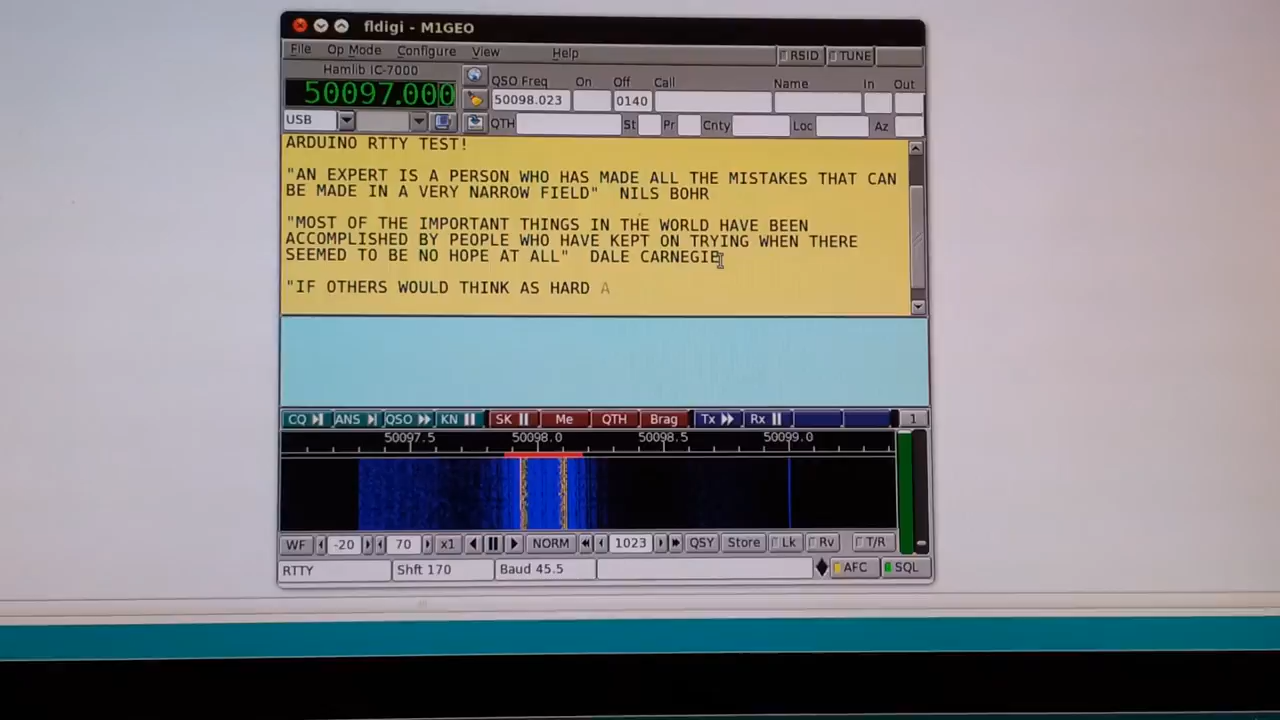 fldigi - M1GEO
File Op Mode Configure View Help
RSID TUNE
Hamlib IC-7000
50097.000
QSO Freq On Off Call Name In Out
50098.023 0140
USB
QTH St Pr Cnty Loc Az
ARDUINO RTTY TEST!
"AN EXPERT IS A PERSON WHO HAS MADE ALL THE MISTAKES THAT CAN
BE MADE IN A VERY NARROW FIELD" NILS BOHR
"MOST OF THE IMPORTANT THINGS IN THE WORLD HAVE BEEN
ACCOMPLISHED BY PEOPLE WHO HAVE KEPT ON TRYING WHEN THERE
SEEMED TO BE NO HOPE AT ALL" DALE CARNEGIE
"IF OTHERS WOULD THINK AS HARD A
CQ ANS QSO KN SK Me QTH Brag Tx Rx 1
50097.5 50098.0 50098.5 50099.0
WF -20 70 x1 NORM 1023 QSY Store Lk Rv T/R
RTTY Shft 170 Baud 45.5 AFC SQL